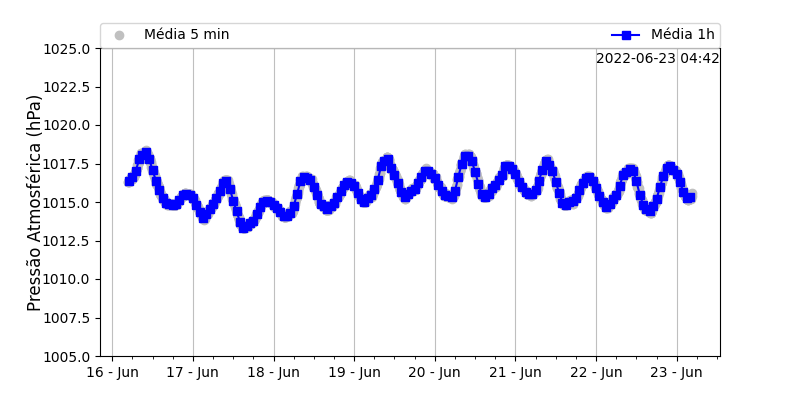 Média 5 min
Média 1h
2022-06-23 04:42
Pressão Atmosférica (hPa)
1025.0
1022.5
1020.0
1017.5
1015.0
1012.5
1010.0
1007.5
1005.0
16 - Jun
17 - Jun
18 - Jun
19 - Jun
20 - Jun
21 - Jun
22 - Jun
23 - Jun